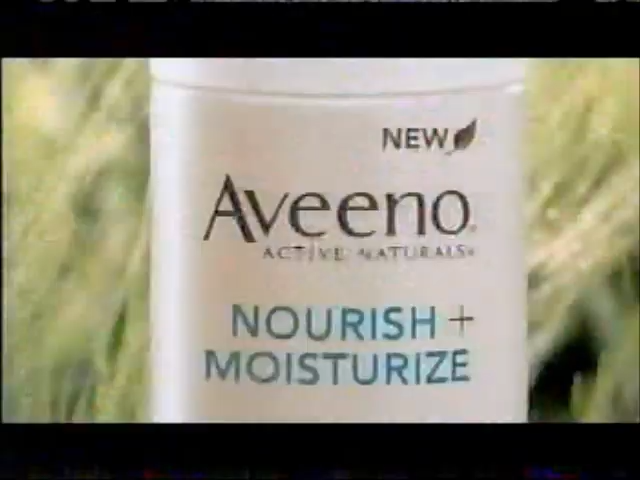 NEW
Aveeno®
ACTIVE NATURALS®
NOURISH +
MOISTURIZE